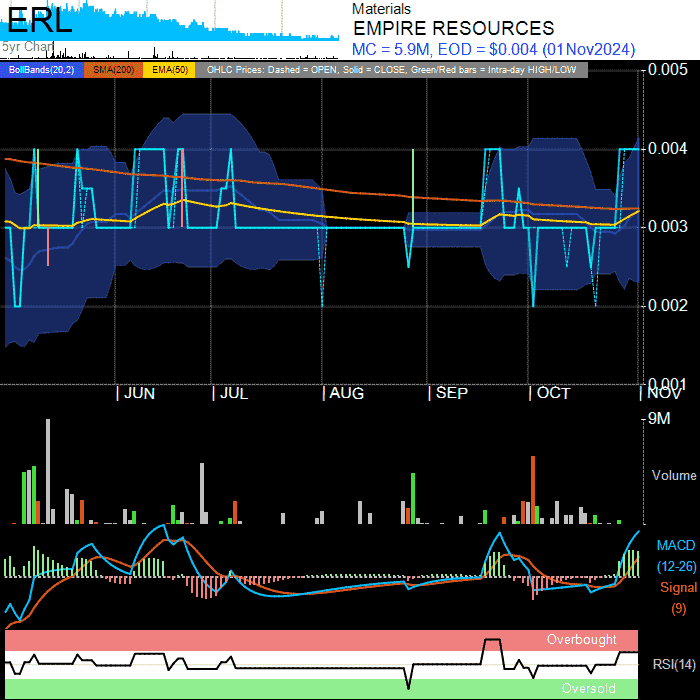 ERL
5yr Chart
Materials
EMPIRE RESOURCES
MC = 5.9M, EOD = $0.004 (01Nov2024)
BollBands(20,2) SMA(200) EMA(50) OHLC Prices: Dashed = OPEN, Solid = CLOSE, Green/Red bars = Intra-day HIGH/LOW
0.005
0.004
0.003
0.002
0.001
JUN JUL AUG SEP OCT NOV
9M
Volume
MACD
(12-26)
Signal
(9)
Overbought
RSI(14)
Oversold